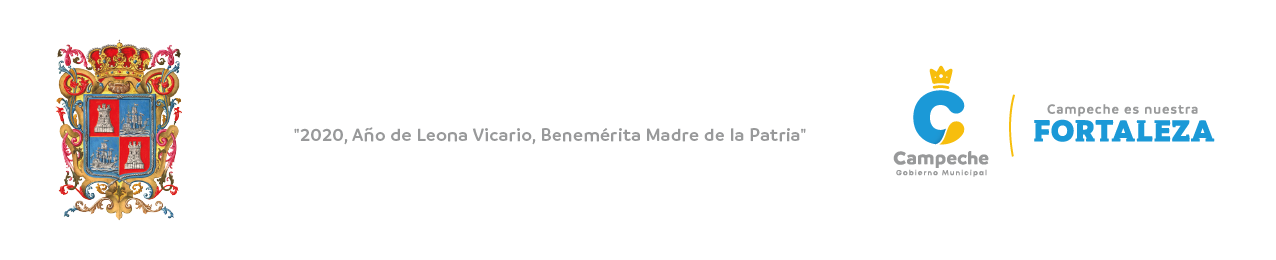 "2020, Año de Leona Vicario, Benemérita Madre de la Patria"
Campeche
Gobierno Municipal
Campeche es nuestra
FORTALEZA